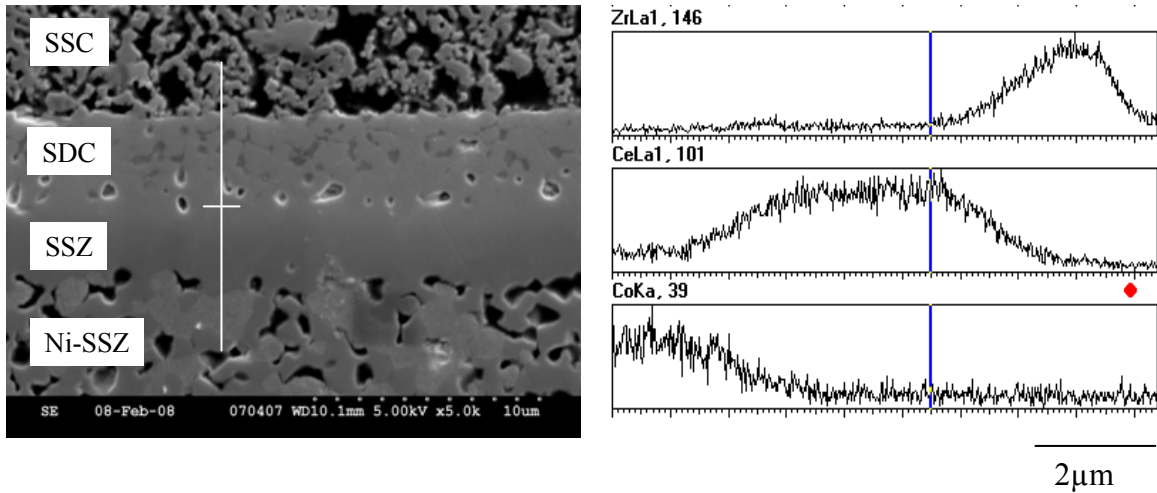 SSC
SDC
SSZ
Ni-SSZ
SE 08-Feb-08 070407 WD10.1mm 5.00kV x5.0k 10um
ZrLa1, 146
CeLa1, 101
CoKa, 39
2µm